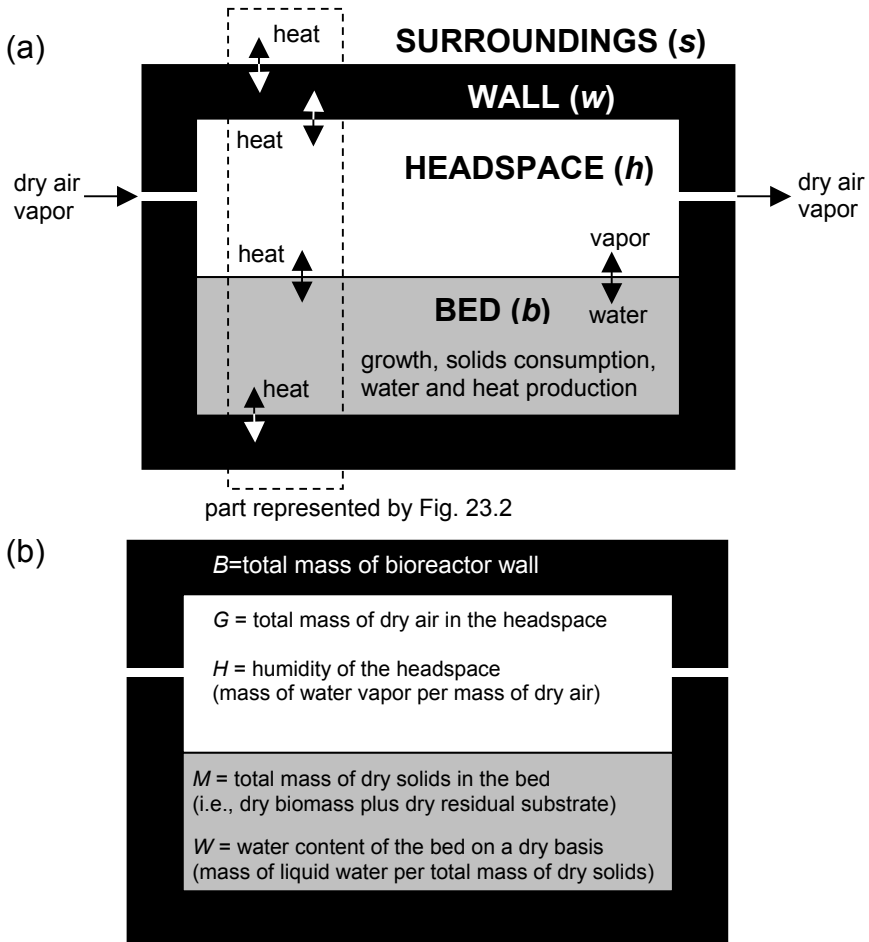 (a)
heat
SURROUNDINGS (s)
WALL (w)
heat
HEADSPACE (h)
dry air
vapor
dry air
vapor
heat
vapor
BED (b)
water
growth, solids consumption,
water and heat production
heat
part represented by Fig. 23.2
(b)
B=total mass of bioreactor wall
G = total mass of dry air in the headspace
H = humidity of the headspace
(mass of water vapor per mass of dry air)
M = total mass of dry solids in the bed
(i.e., dry biomass plus dry residual substrate)
W = water content of the bed on a dry basis
(mass of liquid water per total mass of dry solids)